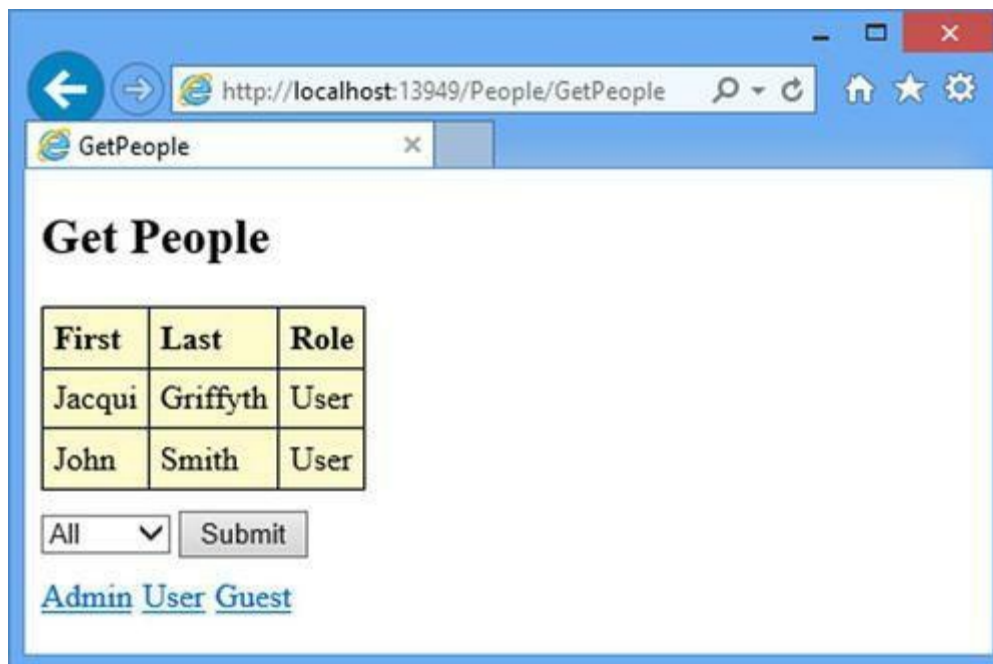 http://localhost:13949/People/GetPeople
GetPeople
Get People
First Last Role
Jacqui Griffyth User
John Smith User
All Submit
Admin User Guest